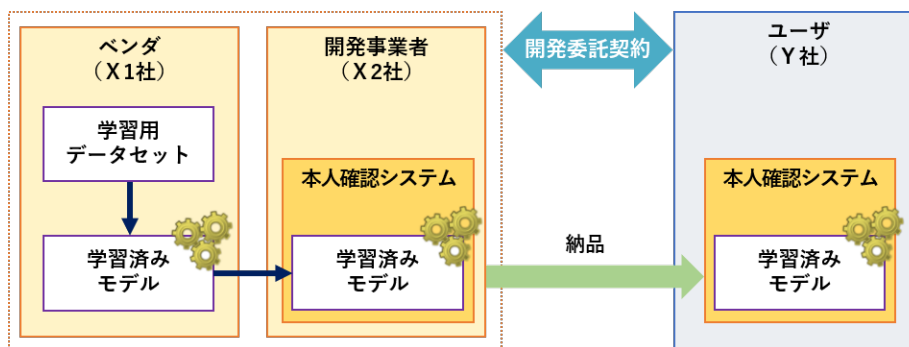 ベンダ
（X1社）
学習用
データセット
学習済み
モデル
開発事業者
（X2社）
本人確認システム
学習済み
モデル
開発委託契約
納品
ユーザ
（Y社）
本人確認システム
学習済み
モデル